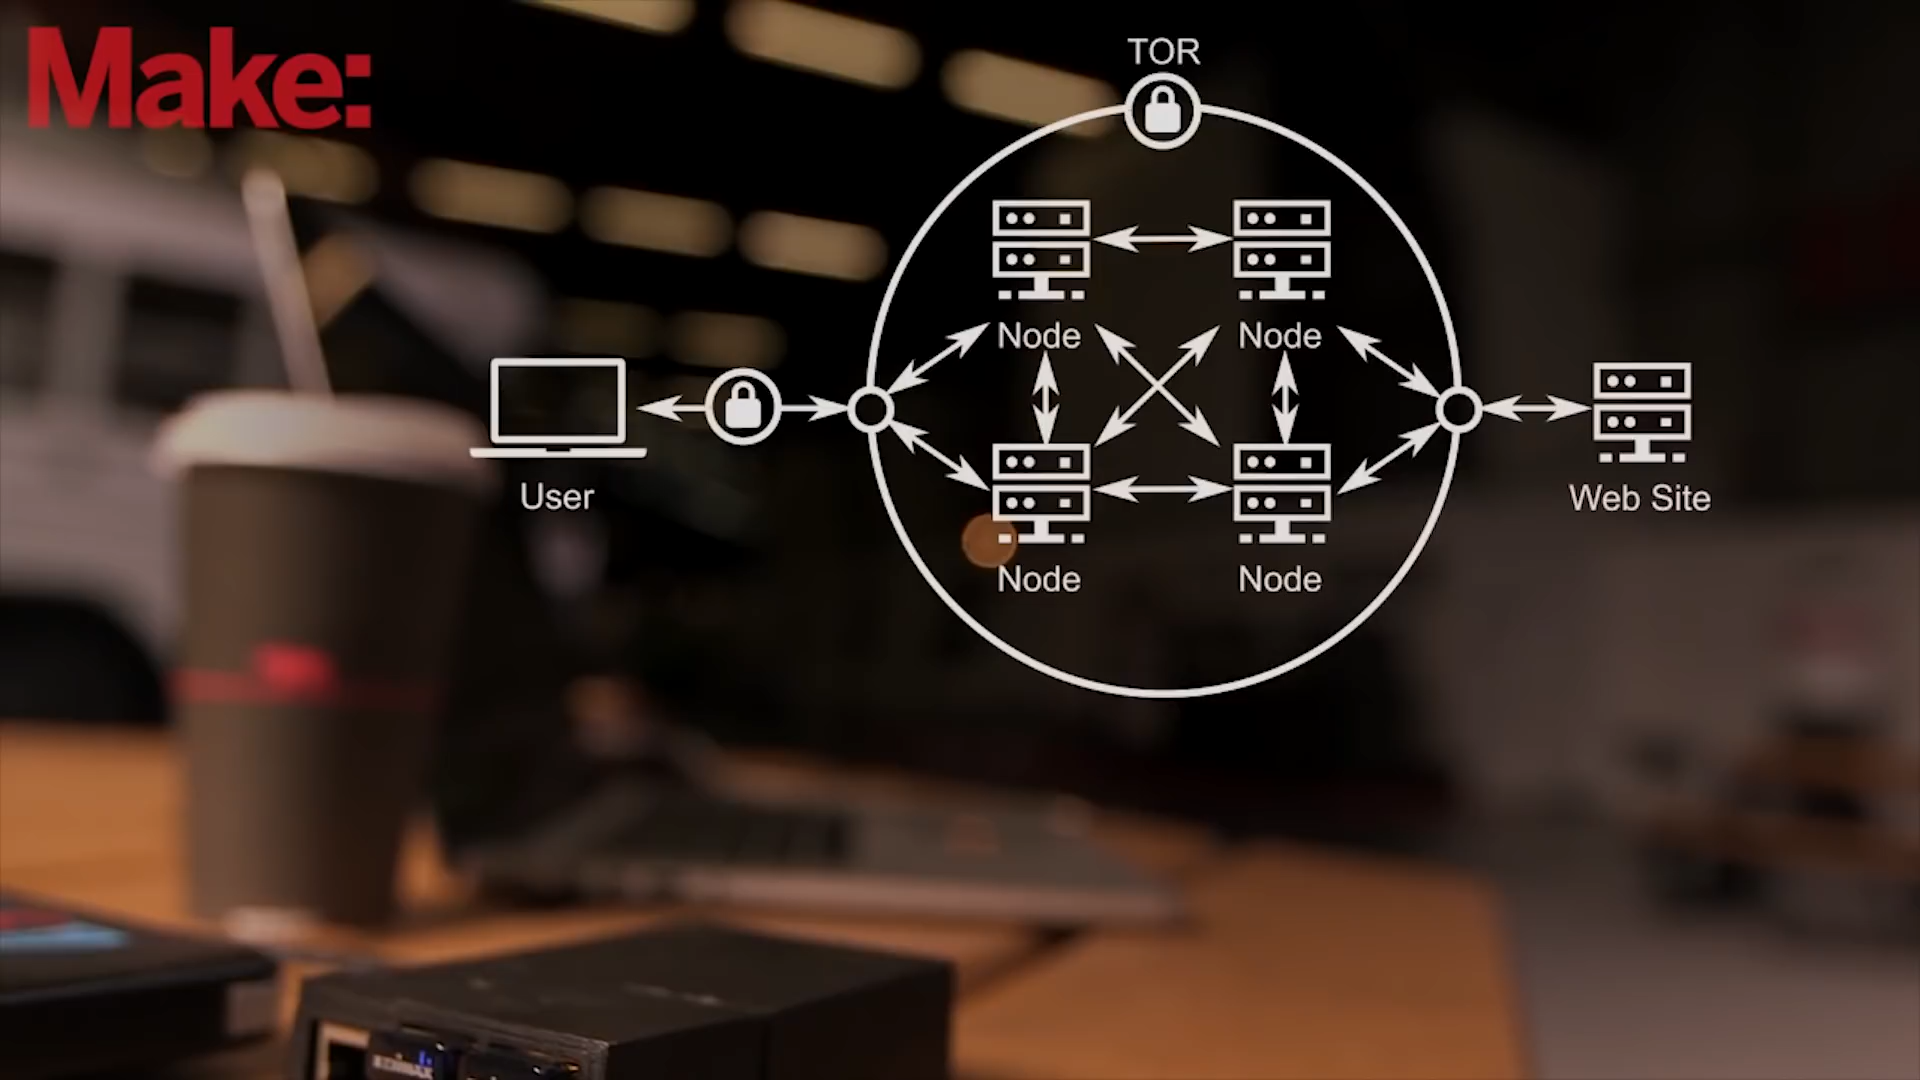 Make:
TOR
Node
Node
User
Web Site
Node
Node